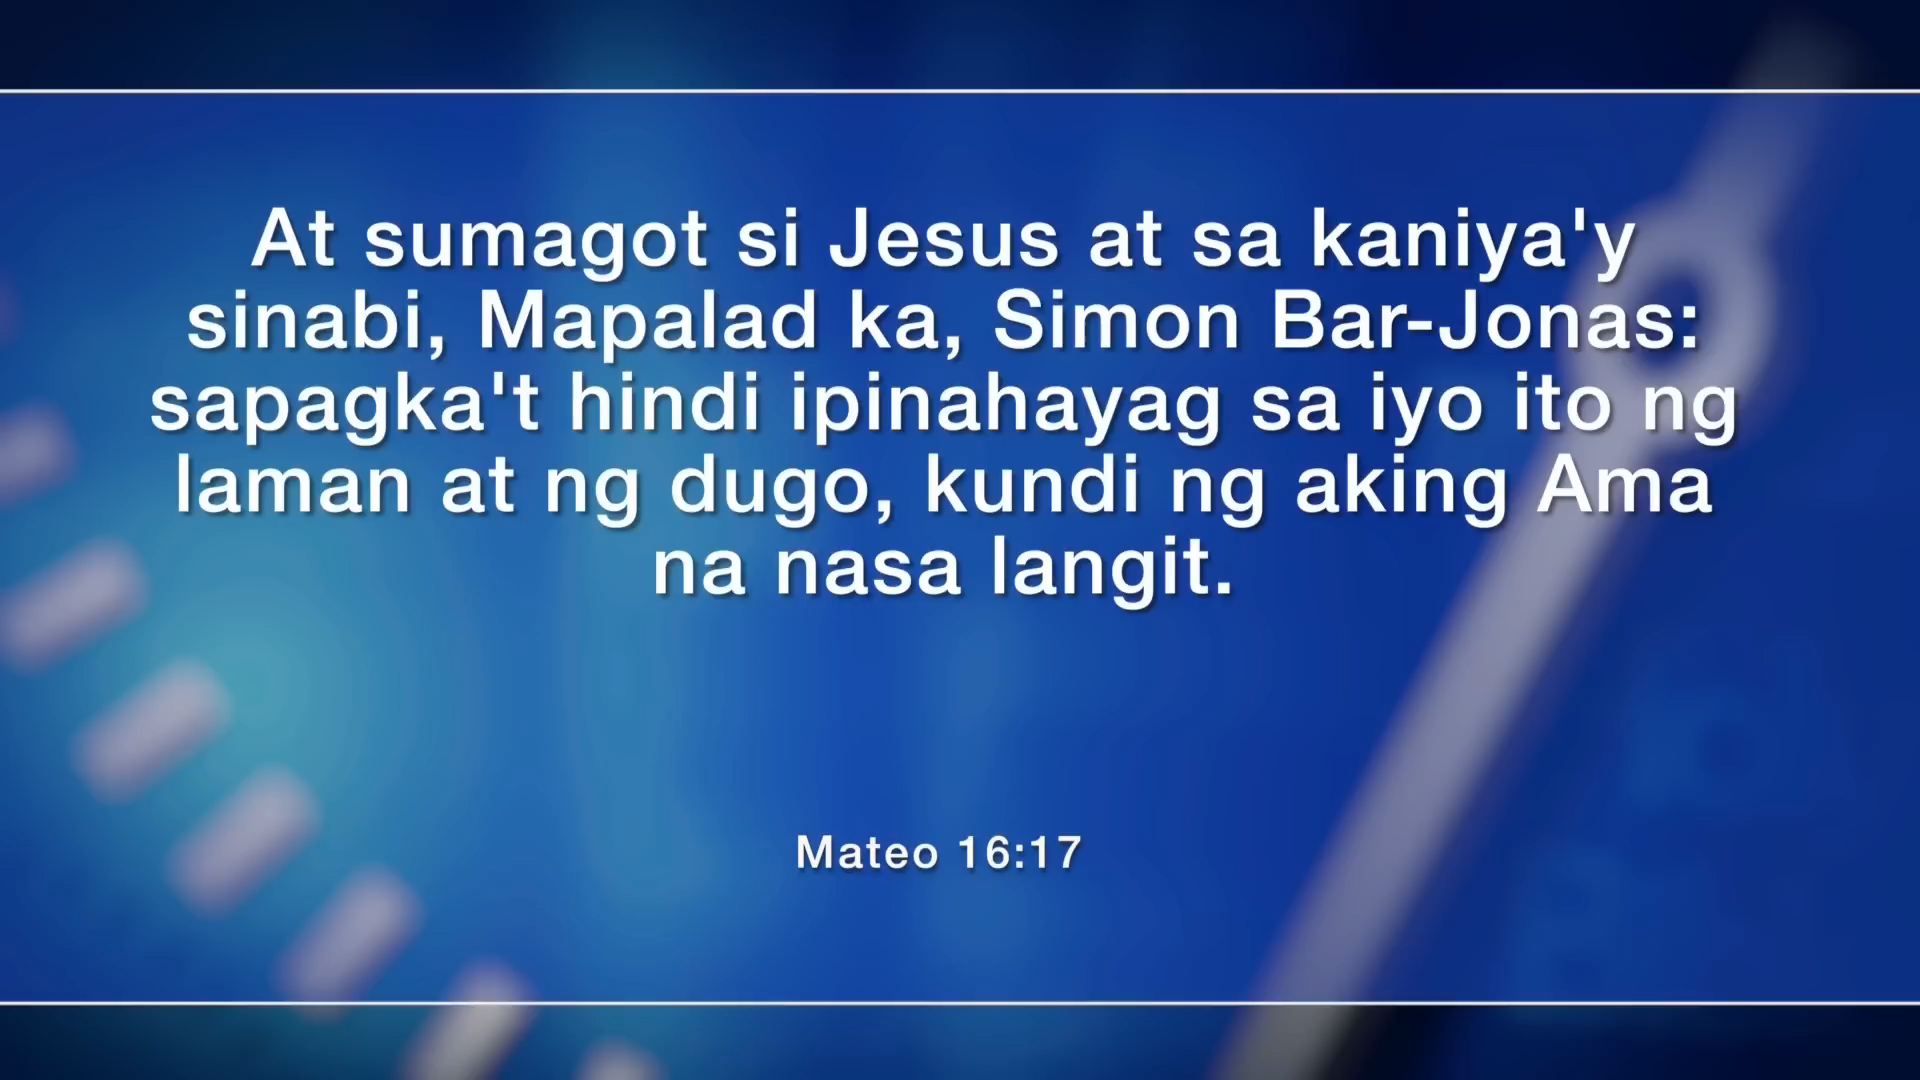 At sumagot si Jesus at sa kaniya'y
sinabi, Mapalad ka, Simon Bar-Jonas:
sapagka't hindi ipinahayag sa iyo ito ng
laman at ng dugo, kundi ng aking Ama
na nasa langit.
Mateo 16:17